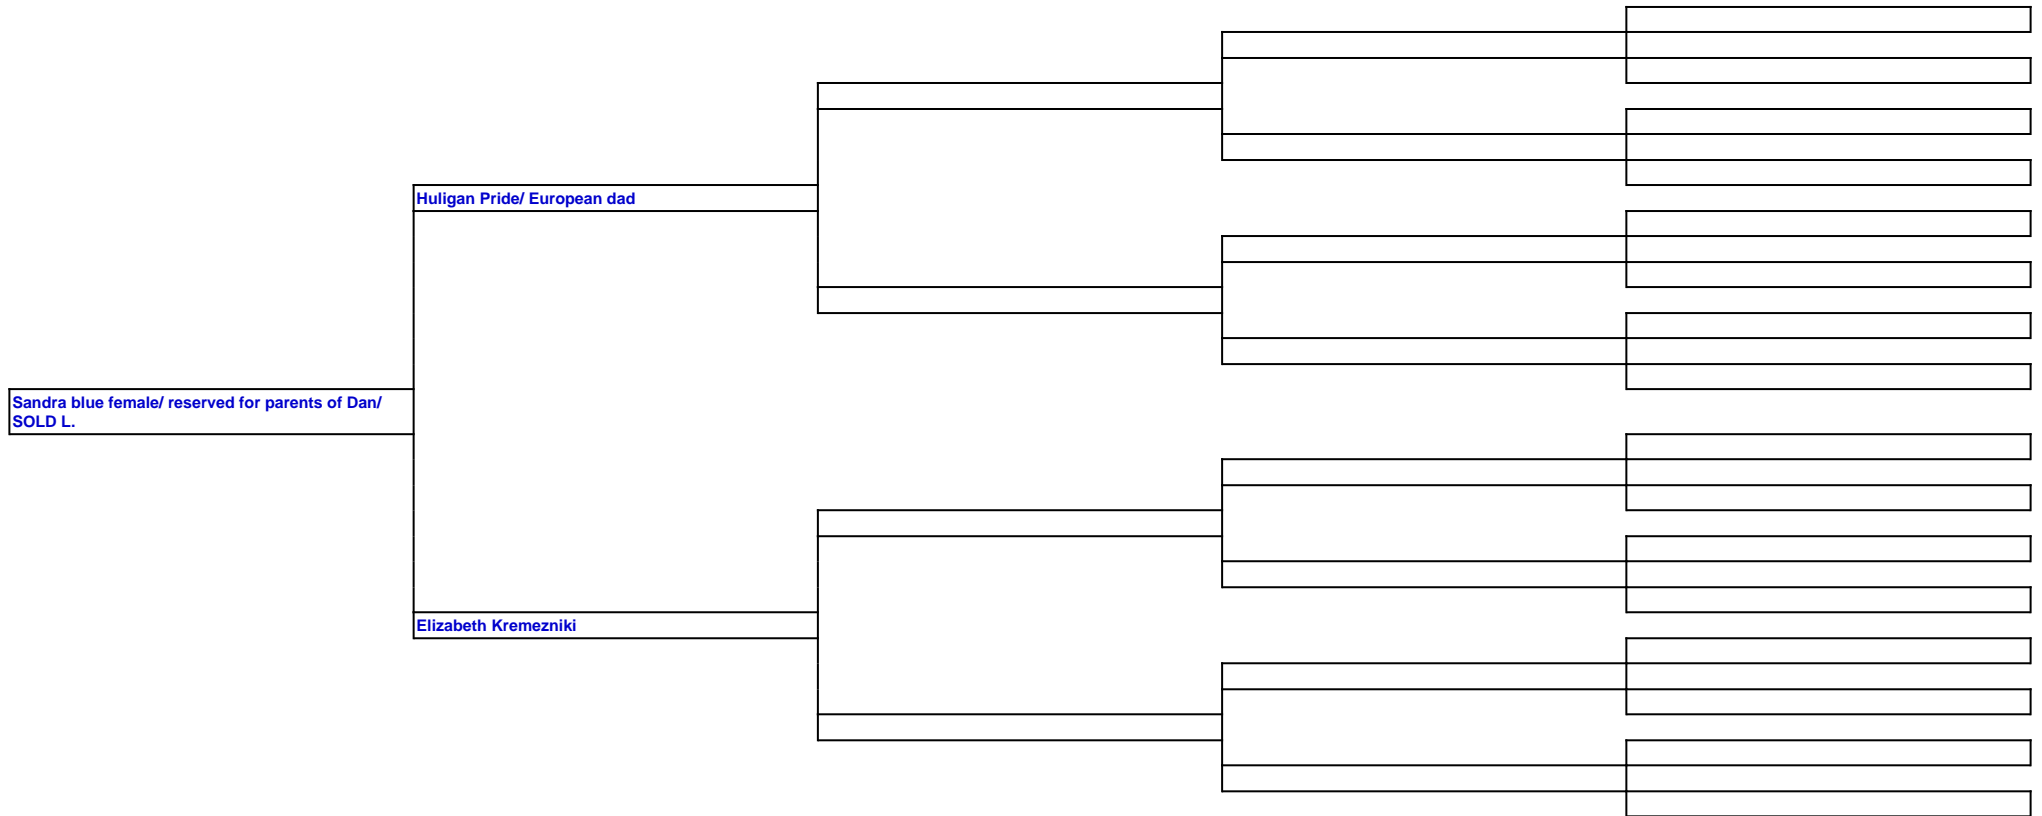 Huligan Pride/ European dad
Sandra blue female/ reserved for parents of Dan/
SOLD L.
Elizabeth Kremezniki